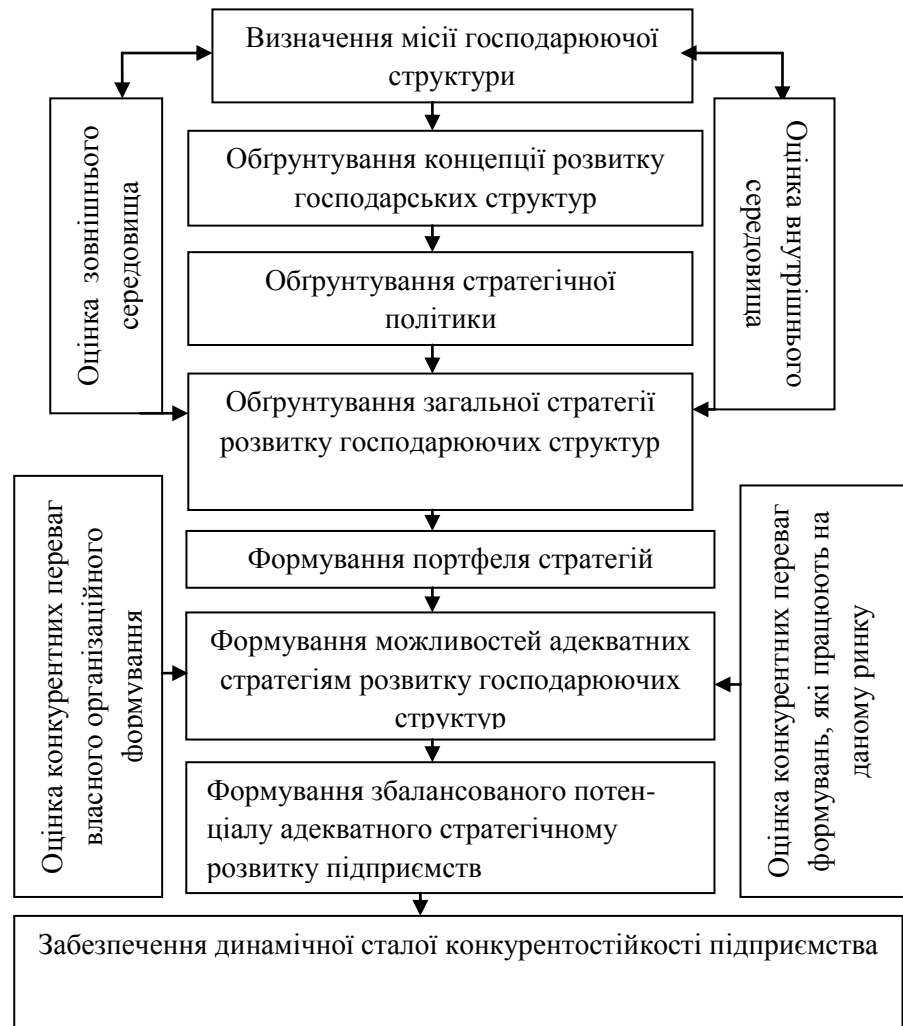 Визначення місії господарюючої
структури
Оцінка зовнішнього
середовища
Оцінка внутрішнього
середовища
Обґрунтування концепції розвитку
господарських структур
Обґрунтування стратегічної
політики
Обґрунтування загальної стратегії
розвитку господарюючих структур
Оцінка конкурентних переваг
власного організаційного
формування
Оцінка конкурентних переваг
формувань, які працюють на
даному ринку
Формування портфеля стратегій
Формування можливостей адекватних
стратегіям розвитку господарюючих
структур
Формування збалансованого потен-
ціалу адекватного стратегічному
розвитку підприємств
Забезпечення динамічної сталої конкурентостійкості підприємства